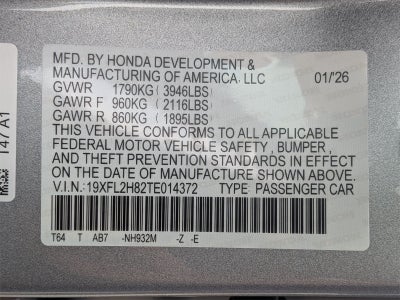 MFD. BY HONDA DEVELOPMENT &
MANUFACTURING OF AMERICA, LLC 01/'26
GVWR 1790KG ( 3946LBS)
GAWR F 960KG ( 2116LBS)
GAWR R 860KG ( 1895LBS)
THIS VEHICLE CONFORMS TO ALL APPLICABLE
FEDERAL MOTOR VEHICLE SAFETY , BUMPER ,
AND THEFT PREVENTION STANDARDS IN EFFECT
ON THE DATE OF MANUFACTURE SHOWN ABOVE.
V.I.N.: 19XFL2H82TE014372 TYPE: PASSENGER CAR
T64 T AB7 -NH932M -Z -E
147 A1